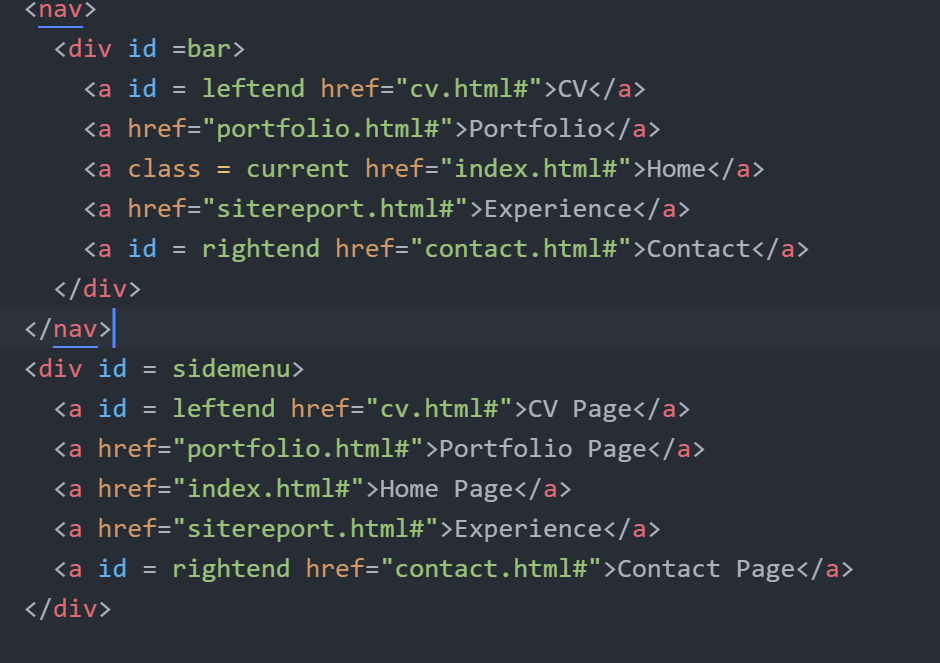 <nav>
<div id =bar>
<a id = leftend href="cv.html#">CV</a>
<a href="portfolio.html#">Portfolio</a>
<a class = current href="index.html#">Home</a>
<a href="sitereport.html#">Experience</a>
<a id = rightend href="contact.html#">Contact</a>
</div>
</nav>
<div id = sidemenu>
<a id = leftend href="cv.html#">CV Page</a>
<a href="portfolio.html#">Portfolio Page</a>
<a href="index.html#">Home Page</a>
<a href="sitereport.html#">Experience</a>
<a id = rightend href="contact.html#">Contact Page</a>
</div>